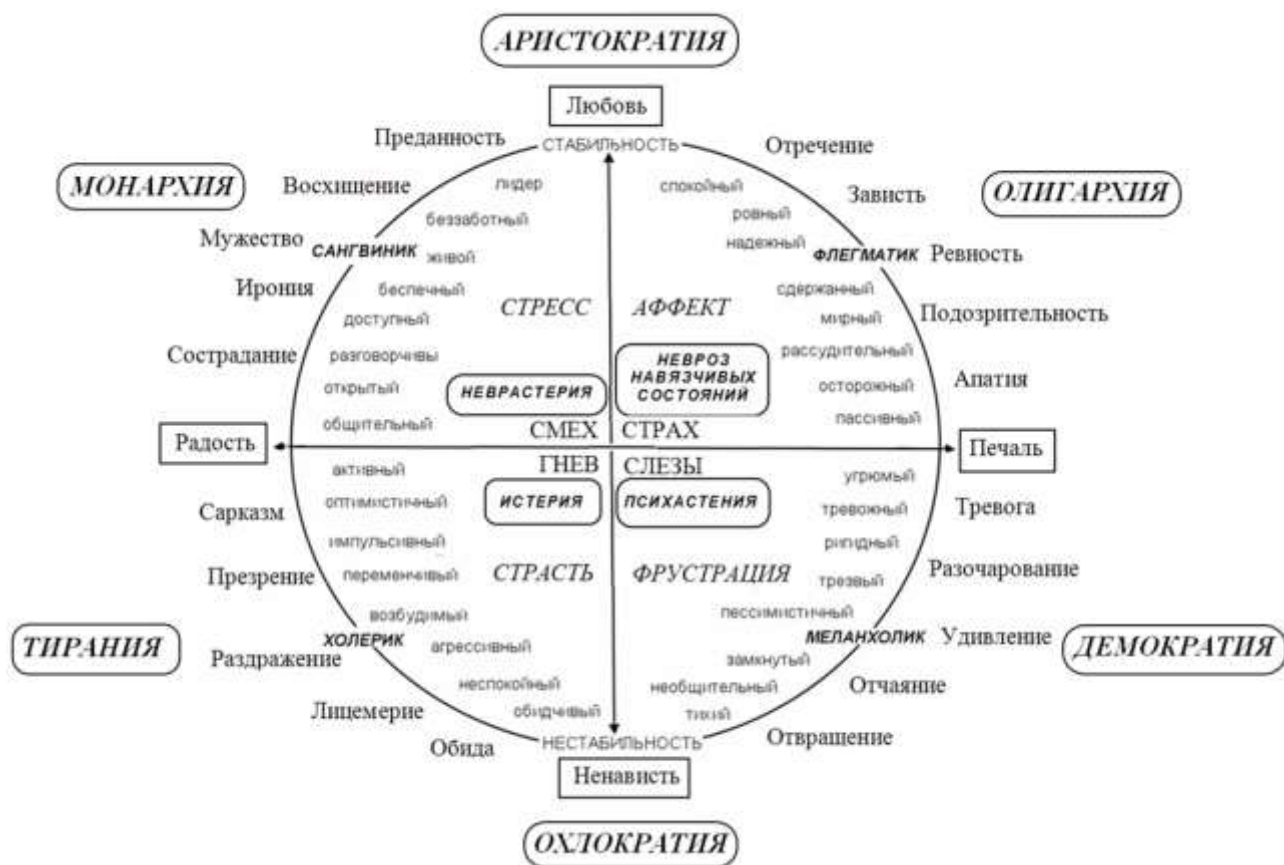 АРИСТОКРАТИЯ
Любовь
Преданность
СТАБИЛЬНОСТЬ
Отречение
МОНАРХИЯ
Восхищение
лидер
спокойный
Зависть
ОЛИГАРХИЯ
беззаботный
ровный
Мужество
САНГВИНИК
живой
надежный
ФЛЕГМАТИК
Ревность
Ирония
беспечный
СТРЕСС
АФФЕКТ
сдержанный
доступный
мирный
Подозрительность
Сострадание
разговорчивы
НЕВРОЗ
НАВЯЗЧИВЫХ
СОСТОЯНИЙ
рассудительный
открытый
НЕВРАСТЕРИЯ
осторожный
Апатия
общительный
СМЕХ
СТРАХ
пассивный
Радость
Печаль
активный
ГНЕВ
СЛЕЗЫ
угрюмый
Сарказм
оптимистичный
ИСТЕРИЯ
ПСИХАСТЕНИЯ
тревожный
Тревога
импульсивный
ригидный
Презрение
переменчивый
СТРАСТЬ
ФРУСТРАЦИЯ
трезвый
Разочарование
возбудимый
пессимистичный
ТИРАНИЯ
ХОЛЕРИК
агрессивный
МЕЛАНХОЛИК
Удивление
ДЕМОКРАТИЯ
Раздражение
замкнутый
неспокойный
необщительный
Отчаяние
Лицемерие
обидчивый
тихий
Обида
НЕСТАБИЛЬНОСТЬ
Отвращение
Ненависть
ОХЛОКРАТИЯ